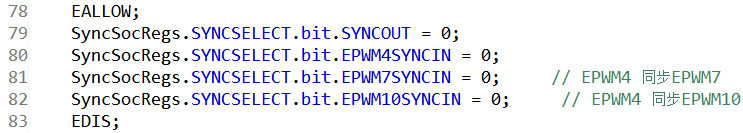 78 EALLOW;
79 SyncSocRegs.SYNCSELECT.bit.SYNCOUT = 0;
80 SyncSocRegs.SYNCSELECT.bit.EPWM4SYNCIN = 0;
81 SyncSocRegs.SYNCSELECT.bit.EPWM7SYNCIN = 0; // EPWM4 同步EPWM7
82 SyncSocRegs.SYNCSELECT.bit.EPWM10SYNCIN = 0; // EPWM4 同步EPWM10
83 EDIS;